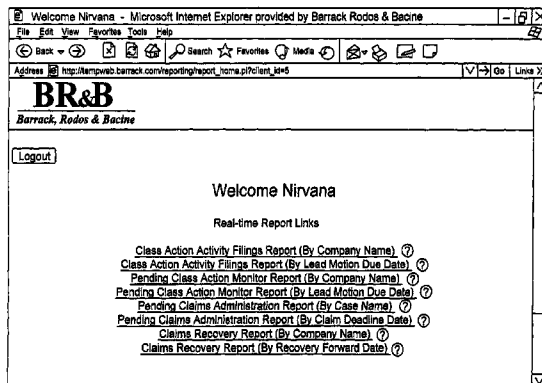 Welcome Nirvana - Microsoft Internet Explorer provided by Barrack Rodos & Bacine
File Edit View Favorites Tools Help
Back Search Favorites Media
Address http://tempweb.barrack.com/reporting/report_home.pl?client_id=5 Go Links
BR&B
Barrack, Rodos & Bacine
Logout
Welcome Nirvana
Real-time Report Links
Class Action Activity Filings Report (By Company Name) ?
Class Action Activity Filings Report (By Lead Motion Due Date) ?
Pending Class Action Monitor Report (By Company Name) ?
Pending Class Action Monitor Report (By Lead Motion Due Date) ?
Pending Claims Administration Report (By Case Name) ?
Pending Claims Administration Report (By Claim Deadline Date) ?
Claims Recovery Report (By Company Name) ?
Claims Recovery Report (By Recovery Forward Date) ?